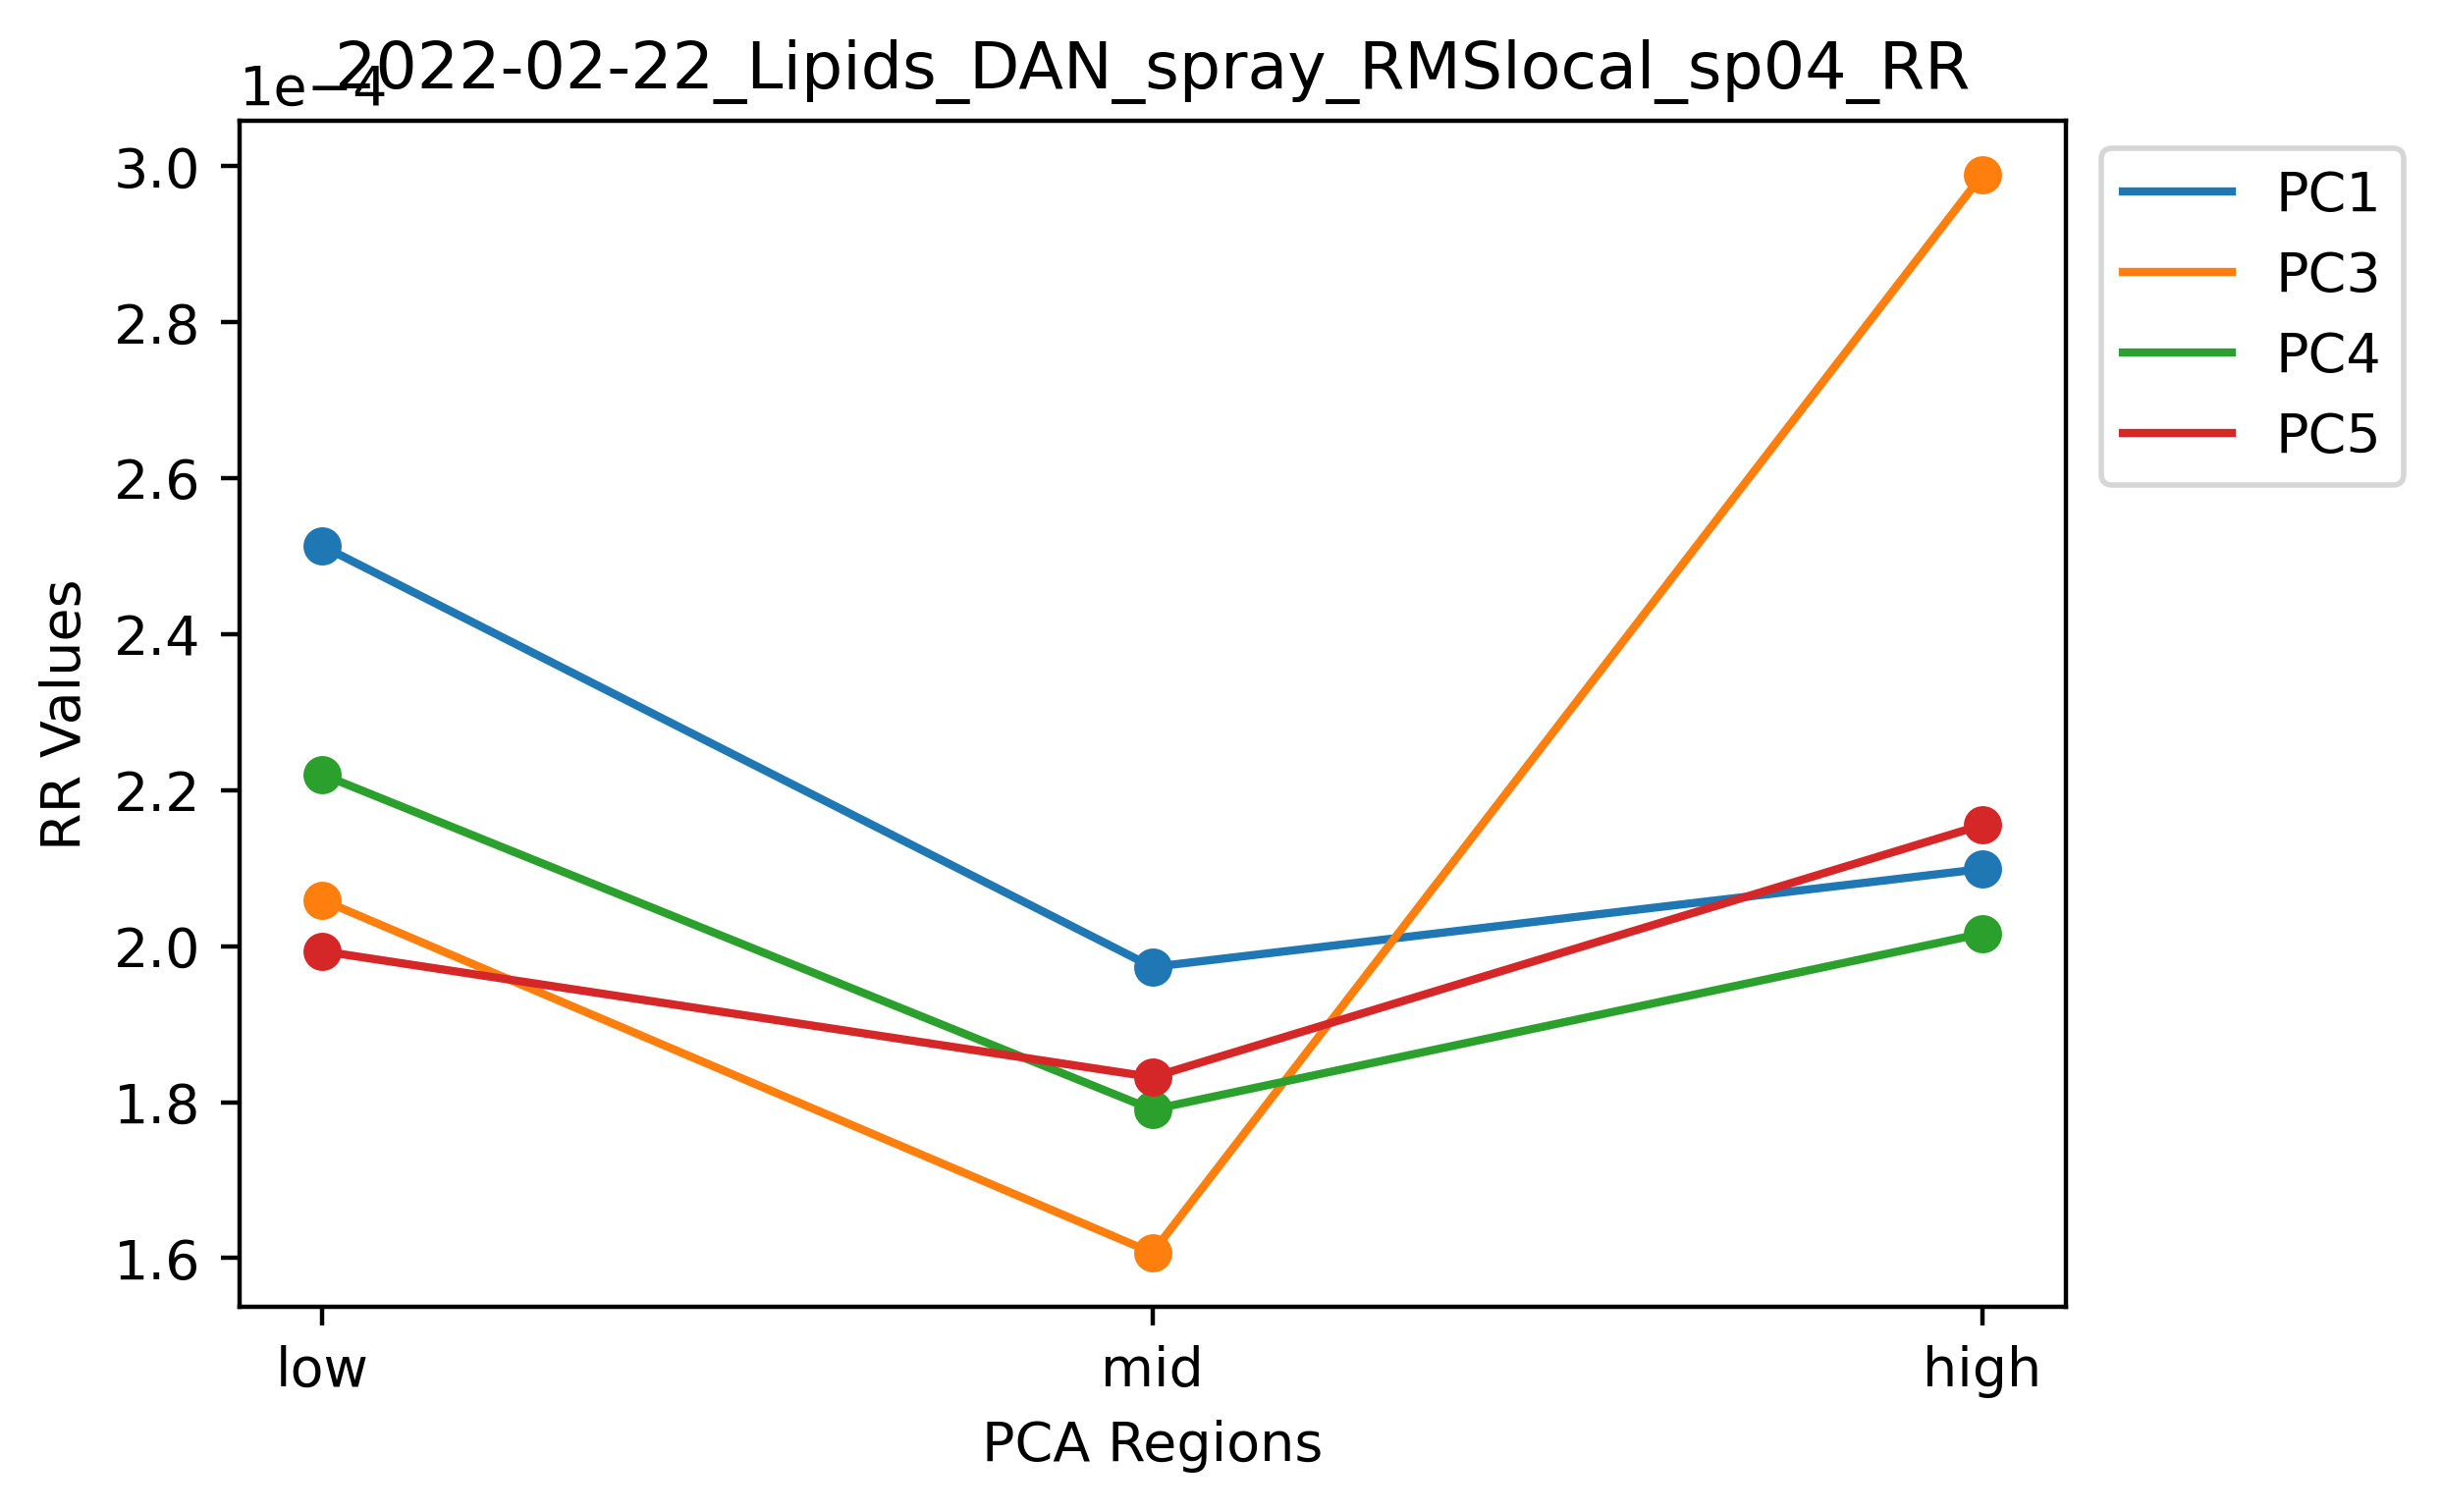 2022-02-22_Lipids_DAN_spray_RMSlocal_sp04_RR
1e−4
3.0
2.8
2.6
2.4
2.2
2.0
1.8
1.6
RR Values
low
mid
high
PCA Regions
PC1
PC3
PC4
PC5